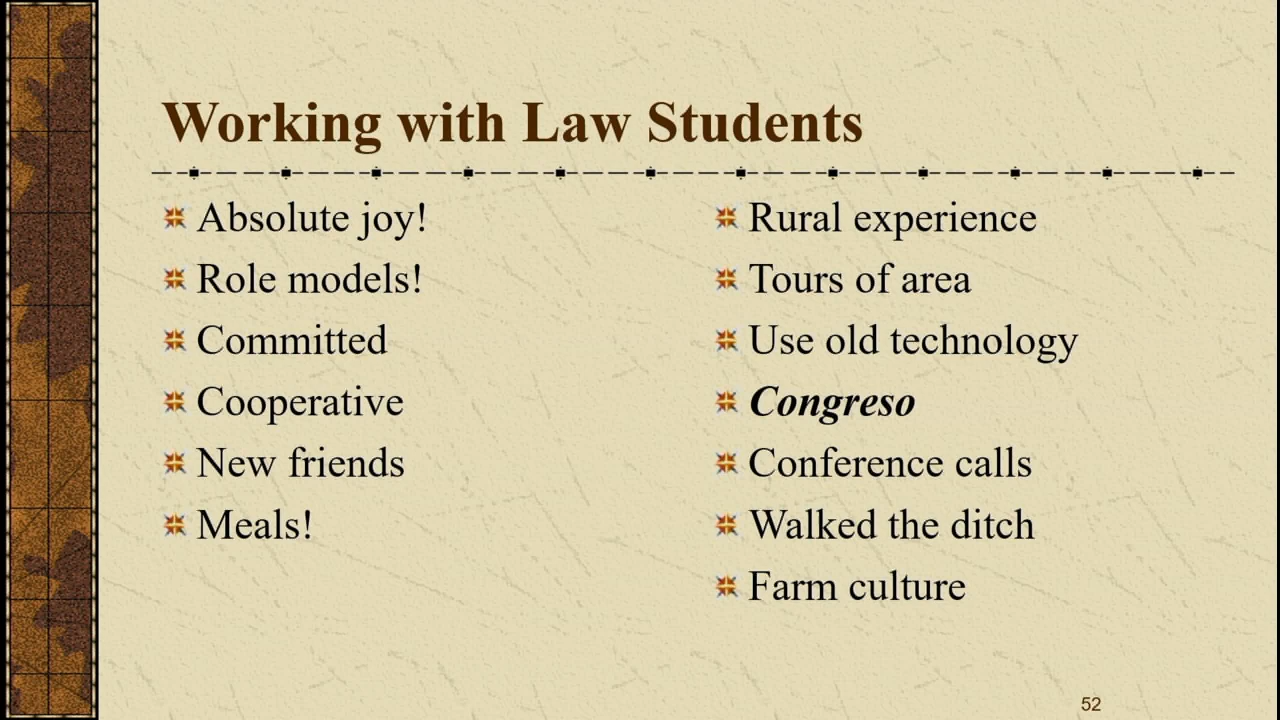 Working with Law Students
Absolute joy!
Role models!
Committed
Cooperative
New friends
Meals!
Rural experience
Tours of area
Use old technology
Congreso
Conference calls
Walked the ditch
Farm culture
52